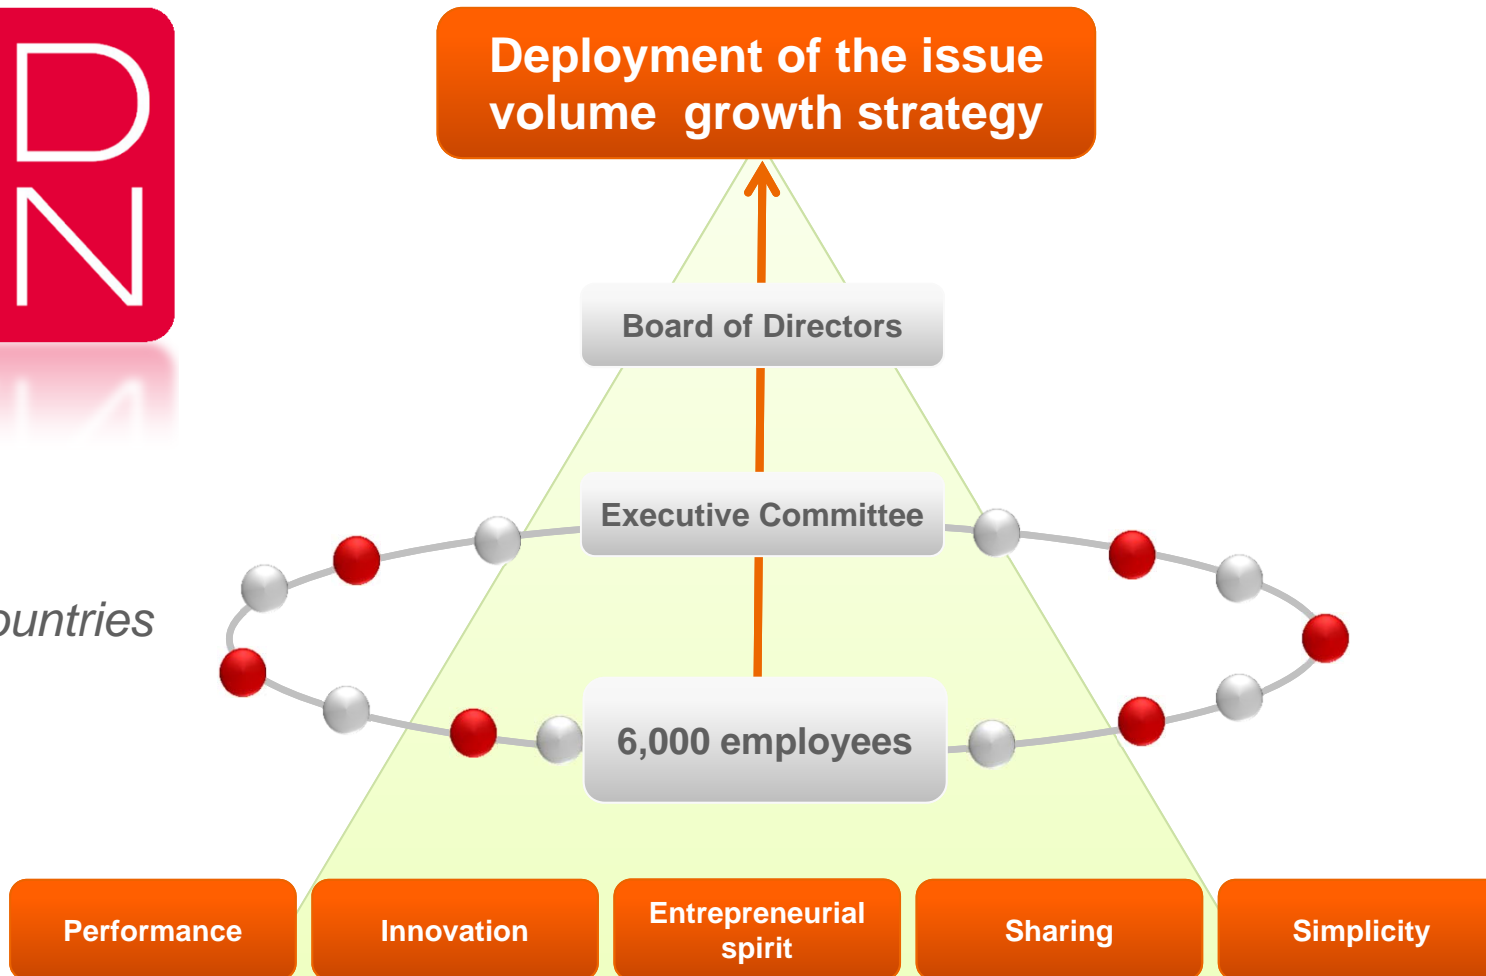 D
N
Deployment of the issue
volume growth strategy
Board of Directors
Executive Committee
ountries
6,000 employees
Performance
Innovation
Entrepreneurial
spirit
Sharing
Simplicity